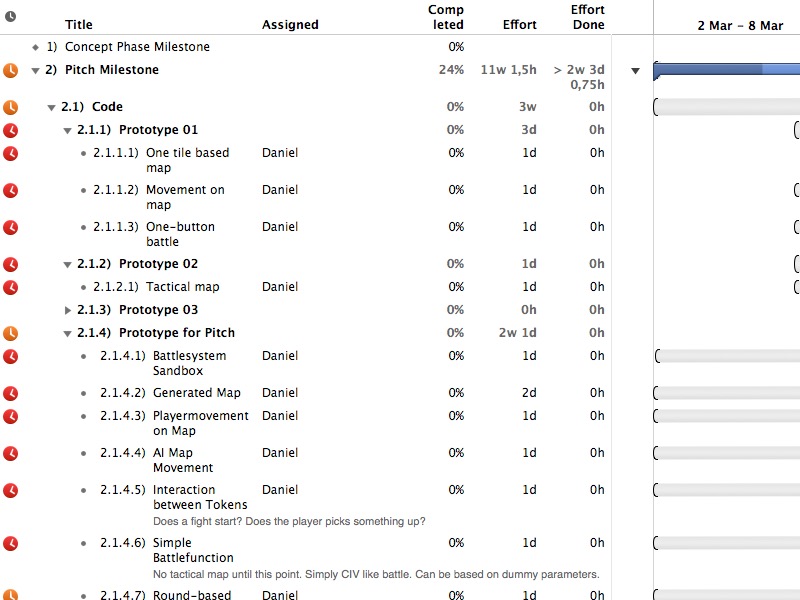 Title Assigned Comp leted Effort Effort Done 2 Mar – 8 Mar
1) Concept Phase Milestone 0%
2) Pitch Milestone 24% 11w 1,5h > 2w 3d 0,75h
2.1) Code 0% 3w 0h
2.1.1) Prototype 01 0% 3d 0h
2.1.1.1) One tile based Daniel 0% 1d 0h
map
2.1.1.2) Movement on Daniel 0% 1d 0h
map
2.1.1.3) One-button Daniel 0% 1d 0h
battle
2.1.2) Prototype 02 0% 1d 0h
2.1.2.1) Tactical map Daniel 0% 1d 0h
2.1.3) Prototype 03 0% 0h 0h
2.1.4) Prototype for Pitch 0% 2w 1d 0h
2.1.4.1) Battlesystem Daniel 0% 1d 0h
Sandbox
2.1.4.2) Generated Map Daniel 0% 2d 0h
2.1.4.3) Playermovement Daniel 0% 1d 0h
on Map
2.1.4.4) AI Map Daniel 0% 1d 0h
Movement
2.1.4.5) Interaction Daniel 0% 1d 0h
between Tokens
Does a fight start? Does the player picks something up?
2.1.4.6) Simple Daniel 0% 1d 0h
Battlefunction
No tactical map until this point. Simply CIV like battle. Can be based on dummy parameters.
2.1.4.7) Round-based Daniel 0% 1d 0h